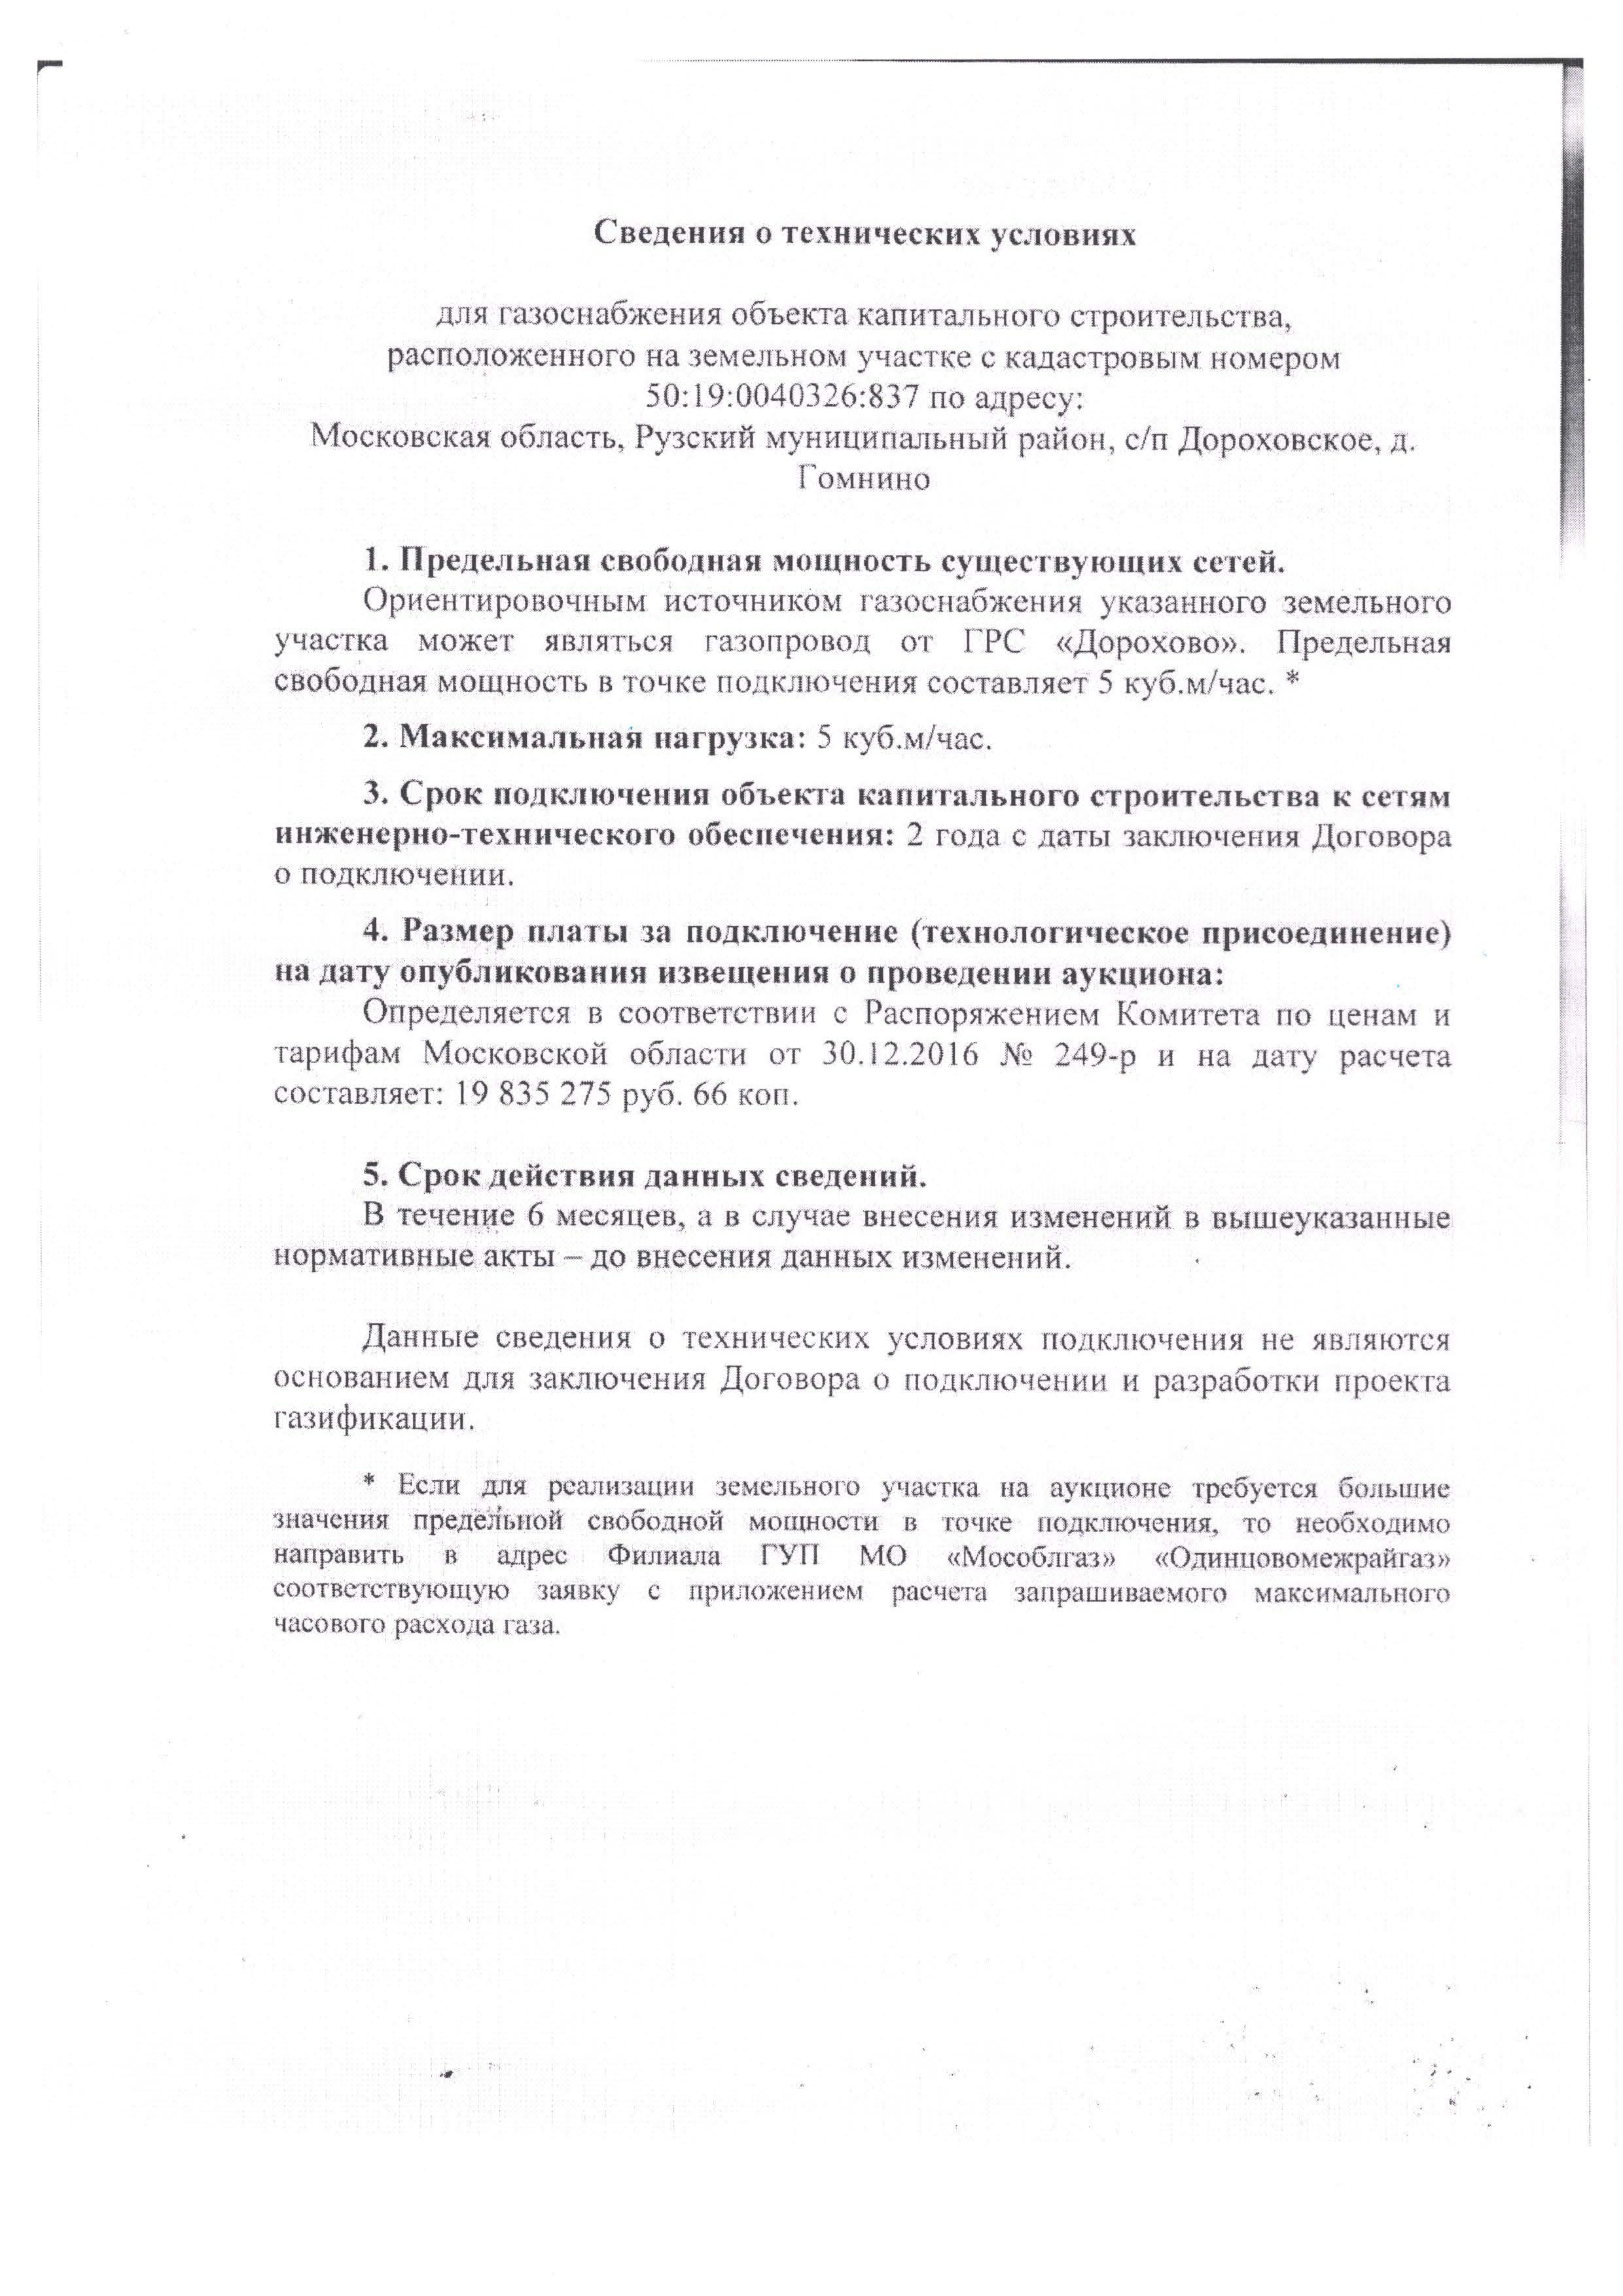 Сведения о технических условиях
для газоснабжения объекта капитального строительства,
расположенного на земельном участке с кадастровым номером
50:19:0040326:837 по адресу:
Московская область, Рузский муниципальный район, с/п Дороховское, д.
Гомнино
1. Предельная свободная мощность существующих сетей.
Ориентировочным источником газоснабжения указанного земельного
участка может являться газопровод от ГРС «Дорохово». Предельная
свободная мощность в точке подключения составляет 5 куб.м/час. *
2. Максимальная нагрузка: 5 куб.м/час.
3. Срок подключения объекта капитального строительства к сетям
инженерно-технического обеспечения: 2 года с даты заключения Договора
о подключении.
4. Размер платы за подключение (технологическое присоединение)
на дату опубликования извещения о проведении аукциона:
Определяется в соответствии с Распоряжением Комитета по ценам и
тарифам Московской области от 30.12.2016 № 249-р и на дату расчета
составляет: 19 835 275 руб. 66 коп.
5. Срок действия данных сведений.
В течение 6 месяцев, а в случае внесения изменений в вышеуказанные
нормативные акты – до внесения данных изменений.
Данные сведения о технических условиях подключения не являются
основанием для заключения Договора о подключении и разработки проекта
газификации.
* Если для реализации земельного участка на аукционе требуется большие
значения предельной свободной мощности в точке подключения, то необходимо
направить в адрес Филиала ГУП МО «Мособлгаз» «Одинцовомежрайгаз»
соответствующую заявку с приложением расчета запрашиваемого максимального
часового расхода газа.